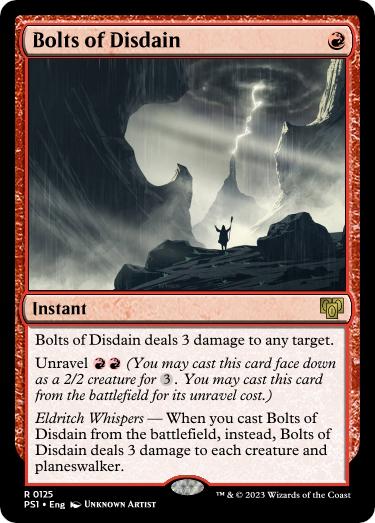 Bolts of Disdain
Instant
Bolts of Disdain deals 3 damage to any target.
Unravel (You may cast this card face down
as a 2/2 creature for 3. You may cast this card
from the battlefield for its unravel cost.)
Eldritch Whispers — When you cast Bolts of
Disdain from the battlefield, instead, Bolts of
Disdain deals 3 damage to each creature and
planeswalker.
R 0125
PS1 • Eng Unknown Artist
™ & © 2023 Wizards of the Coast